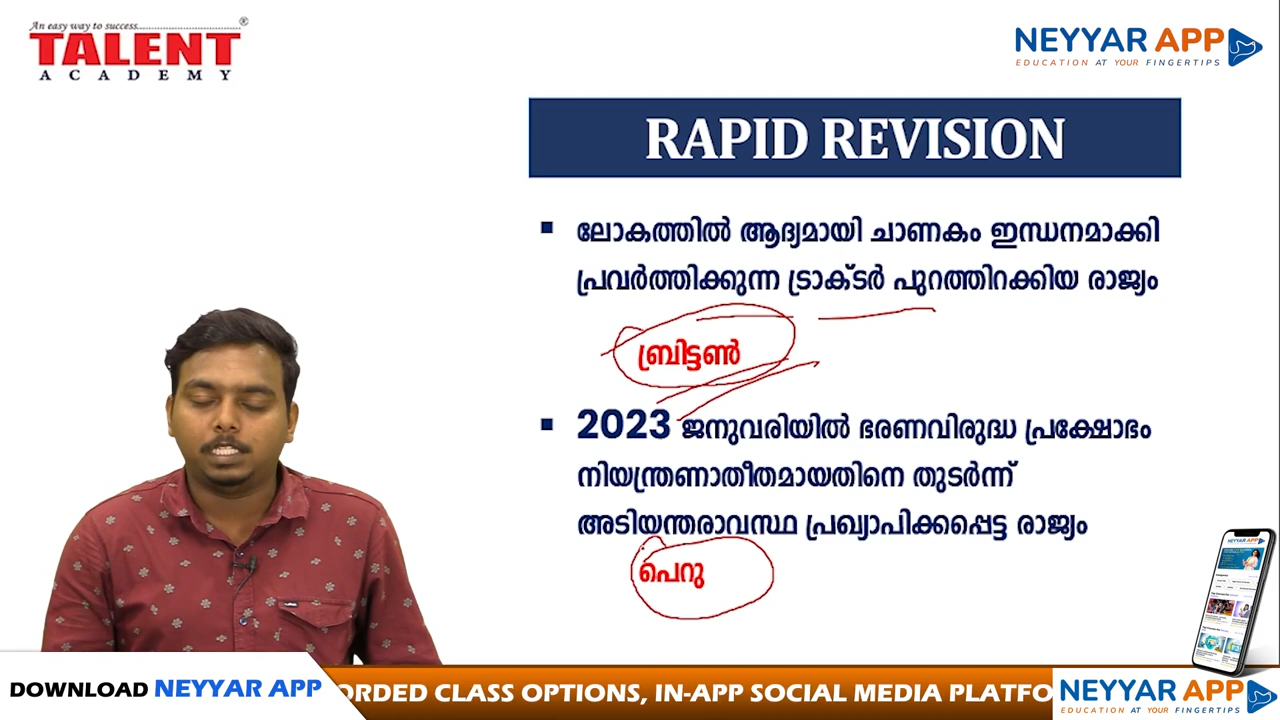 An easy way to success
TALENT
ACADEMY
NEYYAR APP
EDUCATION AT YOUR FINGERTIPS
RAPID REVISION
ലോകത്തിൽ ആദ്യമായി ചാണകം ഇന്ധനമാക്കി
പ്രവർത്തിക്കുന്ന ട്രാക്ടർ പുറത്തിറക്കിയ രാജ്യം
ബ്രിട്ടൺ
2023 ജനുവരിയിൽ ഭരണവിരുദ്ധ പ്രക്ഷോഭം
നിയന്ത്രണാതീതമായതിനെ തുടർന്ന്
അടിയന്തരാവസ്ഥ പ്രഖ്യാപിക്കപ്പെട്ട രാജ്യം
പെറു
NEYYAR APP
DOWNLOAD NEYYAR APP
ORDED CLASS OPTIONS, IN-APP SOCIAL MEDIA PLATFO
NEYYAR APP
EDUCATION AT YOUR FINGERTIPS